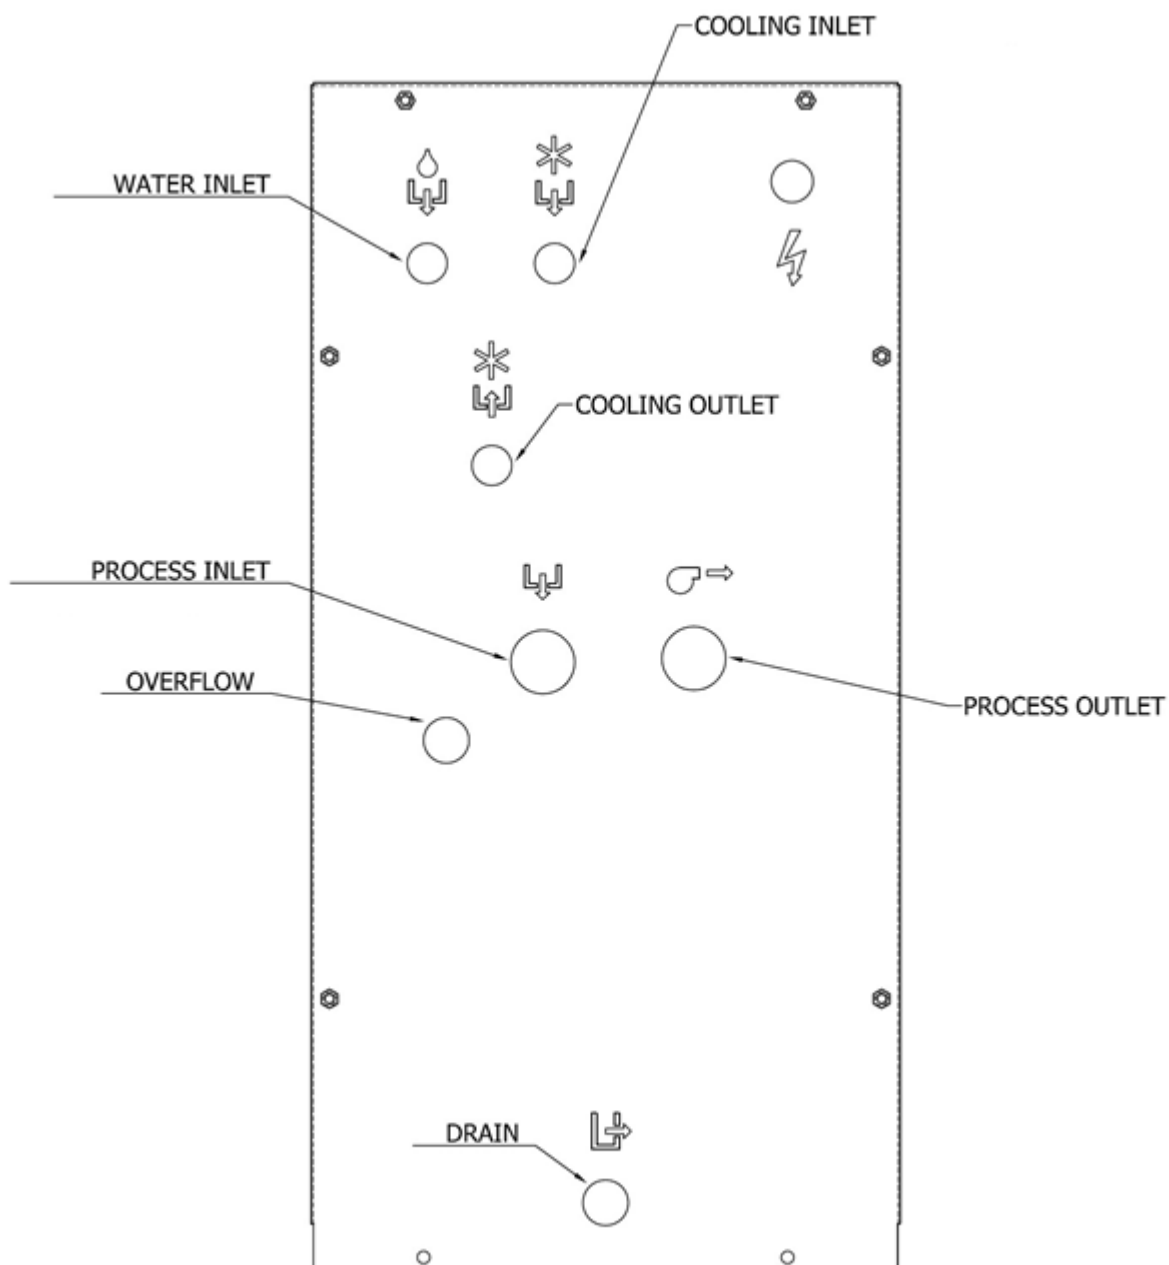 COOLING INLET
WATER INLET
COOLING OUTLET
PROCESS INLET
OVERFLOW
PROCESS OUTLET
DRAIN